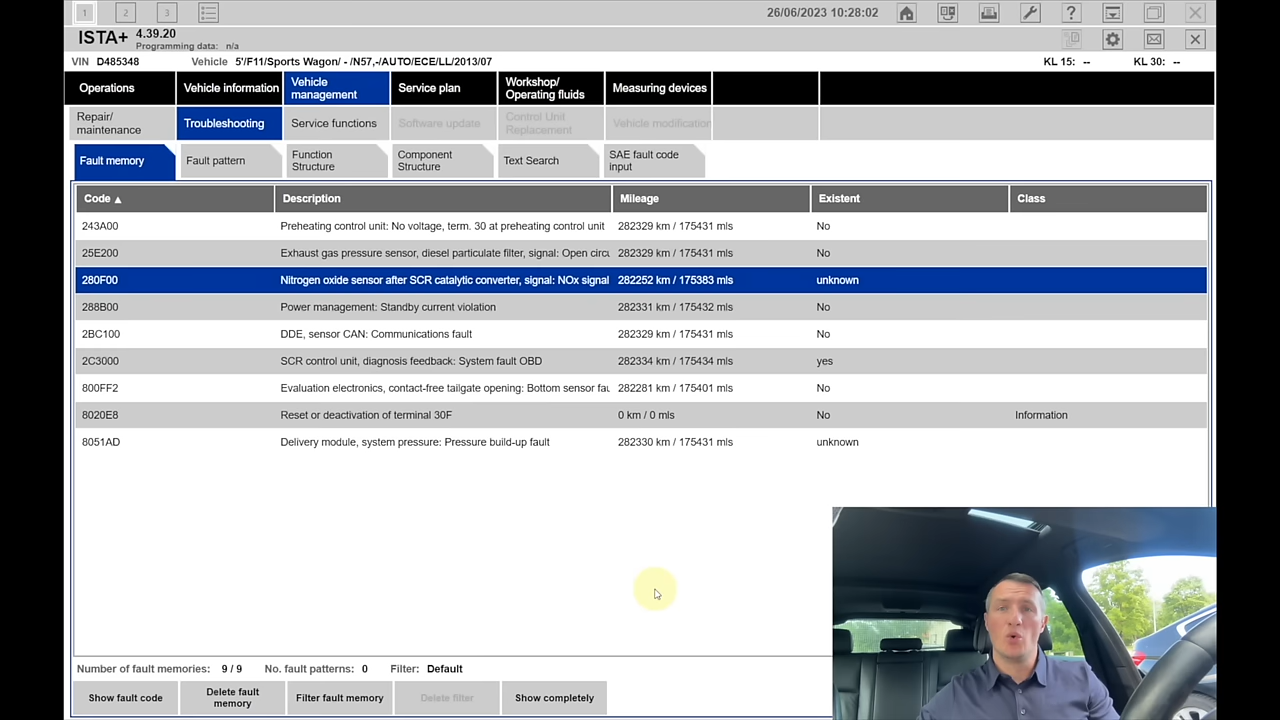 1 2 3 26/06/2023 10:28:02 ?
ISTA+ 4.39.20
Programming data: n/a
VIN D485348 Vehicle 5'/F11/Sports Wagon/ - /N57,-/AUTO/ECE/LL/2013/07 KL 15: -- KL 30: --
Operations Vehicle information Vehicle management Service plan Workshop/ Operating fluids Measuring devices
Repair/ maintenance Troubleshooting Service functions Software update Control Unit Replacement Vehicle modification
Fault memory Fault pattern Function Structure Component Structure Text Search SAE fault code input
Code ▲ Description Mileage Existent Class
243A00 Preheating control unit: No voltage, term. 30 at preheating control unit 282329 km / 175431 mls No
25E200 Exhaust gas pressure sensor, diesel particulate filter, signal: Open circu 282329 km / 175431 mls No
280F00 Nitrogen oxide sensor after SCR catalytic converter, signal: NOx signal 282252 km / 175383 mls unknown
288B00 Power management: Standby current violation 282331 km / 175432 mls No
2BC100 DDE, sensor CAN: Communications fault 282329 km / 175431 mls No
2C3000 SCR control unit, diagnosis feedback: System fault OBD 282334 km / 175434 mls yes
800FF2 Evaluation electronics, contact-free tailgate opening: Bottom sensor fau 282281 km / 175401 mls No
8020E8 Reset or deactivation of terminal 30F 0 km / 0 mls No Information
8051AD Delivery module, system pressure: Pressure build-up fault 282330 km / 175431 mls unknown
Number of fault memories: 9 / 9 No. fault patterns: 0 Filter: Default
Show fault code Delete fault memory Filter fault memory Delete filter Show completely